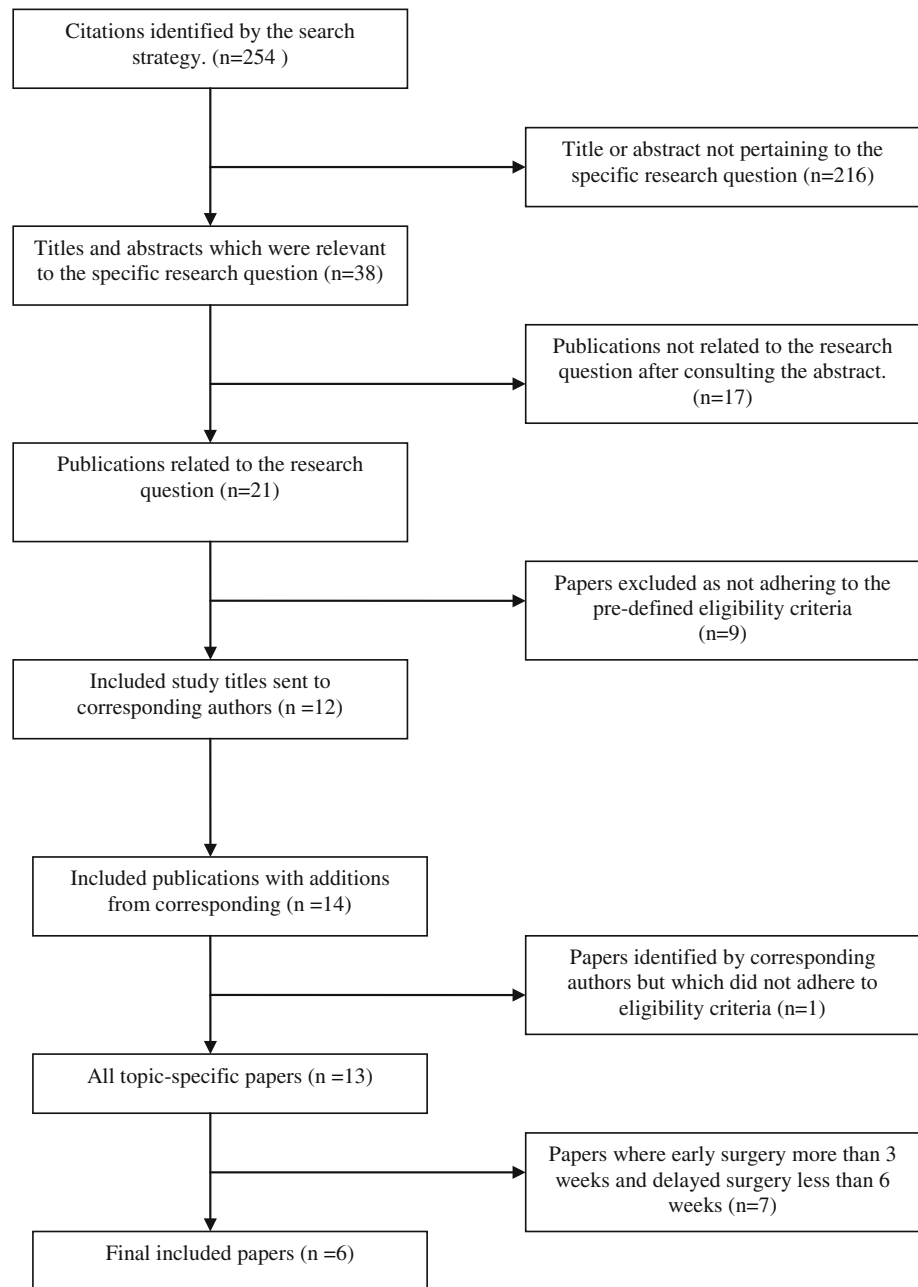 Citations identified by the search
strategy. (n=254 )
Title or abstract not pertaining to the
specific research question (n=216)
Titles and abstracts which were relevant
to the specific research question (n=38)
Publications not related to the research
question after consulting the abstract.
(n=17)
Publications related to the research
question (n=21)
Papers excluded as not adhering to the
pre-defined eligibility criteria
(n=9)
Included study titles sent to
corresponding authors (n =12)
Included publications with additions
from corresponding (n =14)
Papers identified by corresponding
authors but which did not adhere to
eligibility criteria (n=1)
All topic-specific papers (n =13)
Papers where early surgery more than 3
weeks and delayed surgery less than 6
weeks (n=7)
Final included papers (n =6)